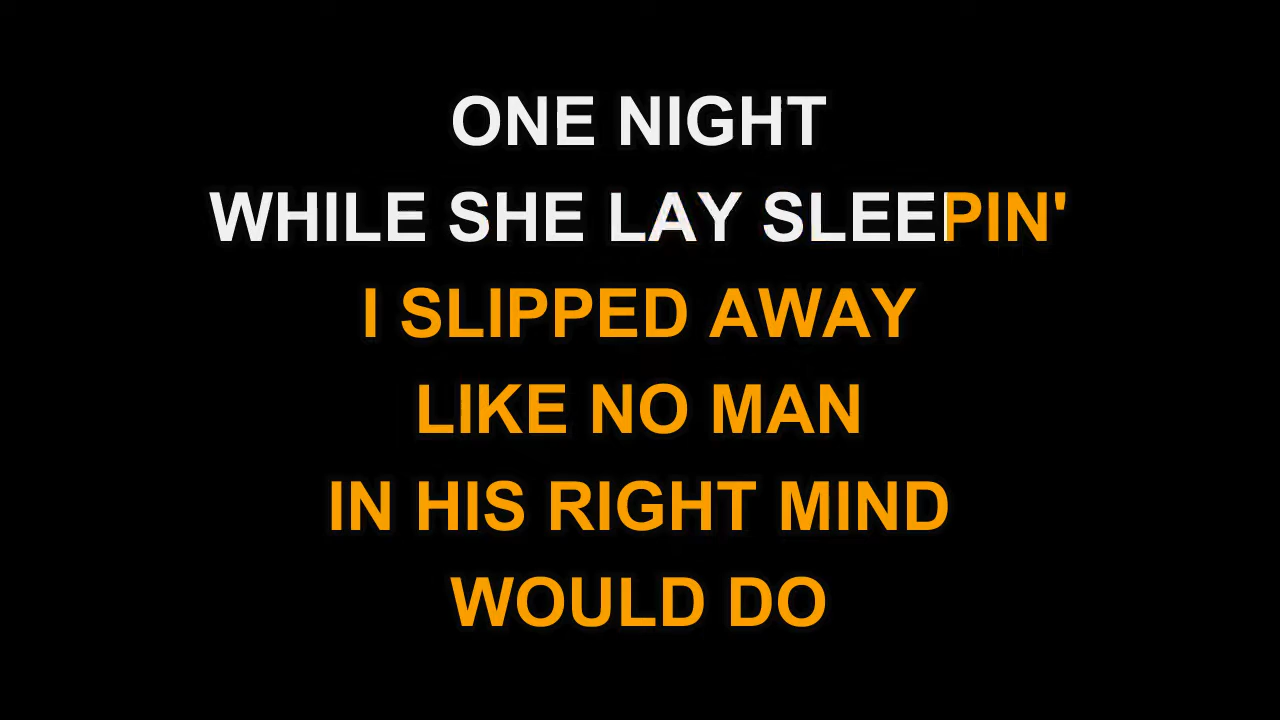 ONE NIGHT
WHILE SHE LAY SLEEPIN'
I SLIPPED AWAY
LIKE NO MAN
IN HIS RIGHT MIND
WOULD DO